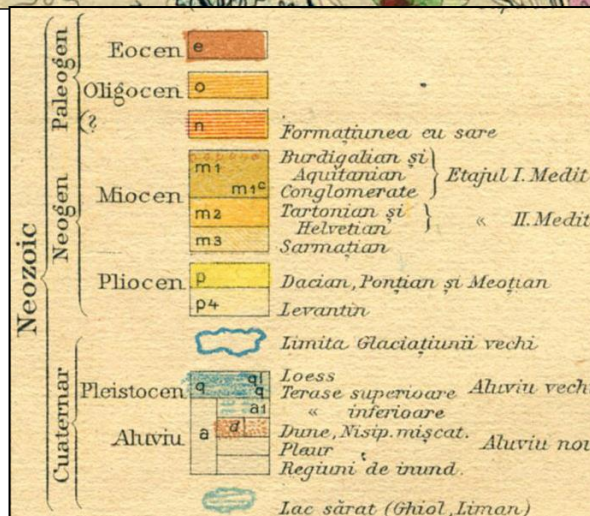 Neozoic
Paleogen
Eocen e
Oligocen o
(?) n Formațiunea cu sare
Neogen
Miocen
m1 Burdigalian și
Aquitanian Etajul I. Medit
m1c Conglomerate
m2 Tartonian și
Helvetian « II. Medit
m3 Sarmațian
Pliocen p Dacian, Ponțian și Meoțian
p4 Levantin
Limita Glaciațiunii vechi
Cuaternar
Pleistocen q ql Loess
q Terase superioare Aluviu vech
a1 « inferioare
Aluviu a d Dune, Nisip. mișcat. Aluviu nou
Plaur
Regiuni de inund.
Lac sărat (Ghiol, Liman)